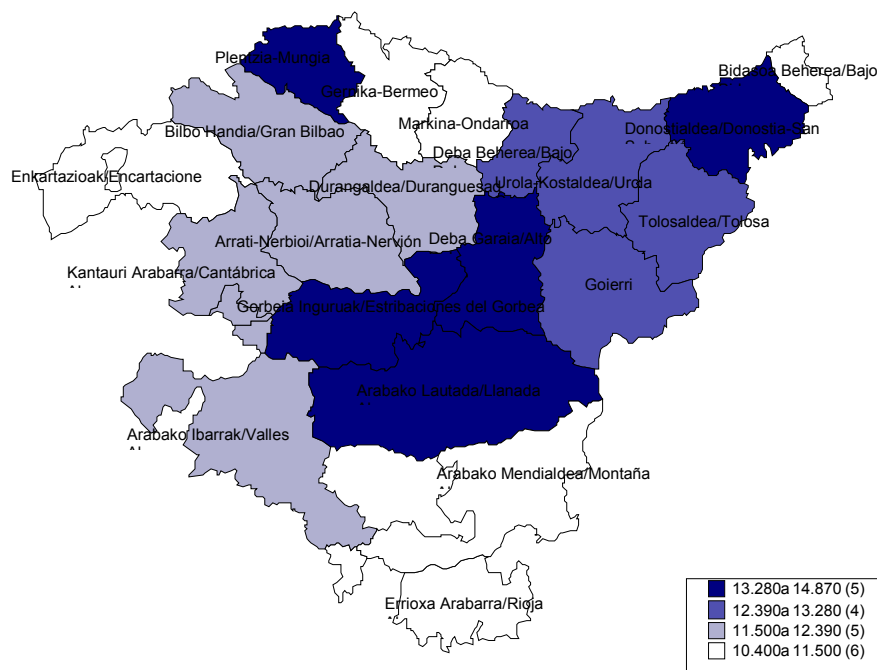 Plentzia-Mungia
Bidasoa Beherea/Bajo
Gernika-Bermeo
Markina-Ondarroa
Bilbo Handia/Gran Bilbao
Donostialdea/Donostia-San
Deba Beherea/Bajo
Enkartazioak/Encartacione
Durangaldea/Duranguesad
Urola-Kostaldea/Urola
Tolosaldea/Tolosa
Arrati-Nerbioi/Arratia-Nervión
Deba Garaia/Alto
Kantauri Arabarra/Cantábrica
Goierri
Gorbeia Inguruak/Estribaciones del Gorbea
Arabako Lautada/Llanada
Arabako Ibarrak/Valles
Arabako Mendialdea/Montaña
Errioxa Arabarra/Rioja
13.280a 14.870 (5)
12.390a 13.280 (4)
11.500a 12.390 (5)
10.400a 11.500 (6)